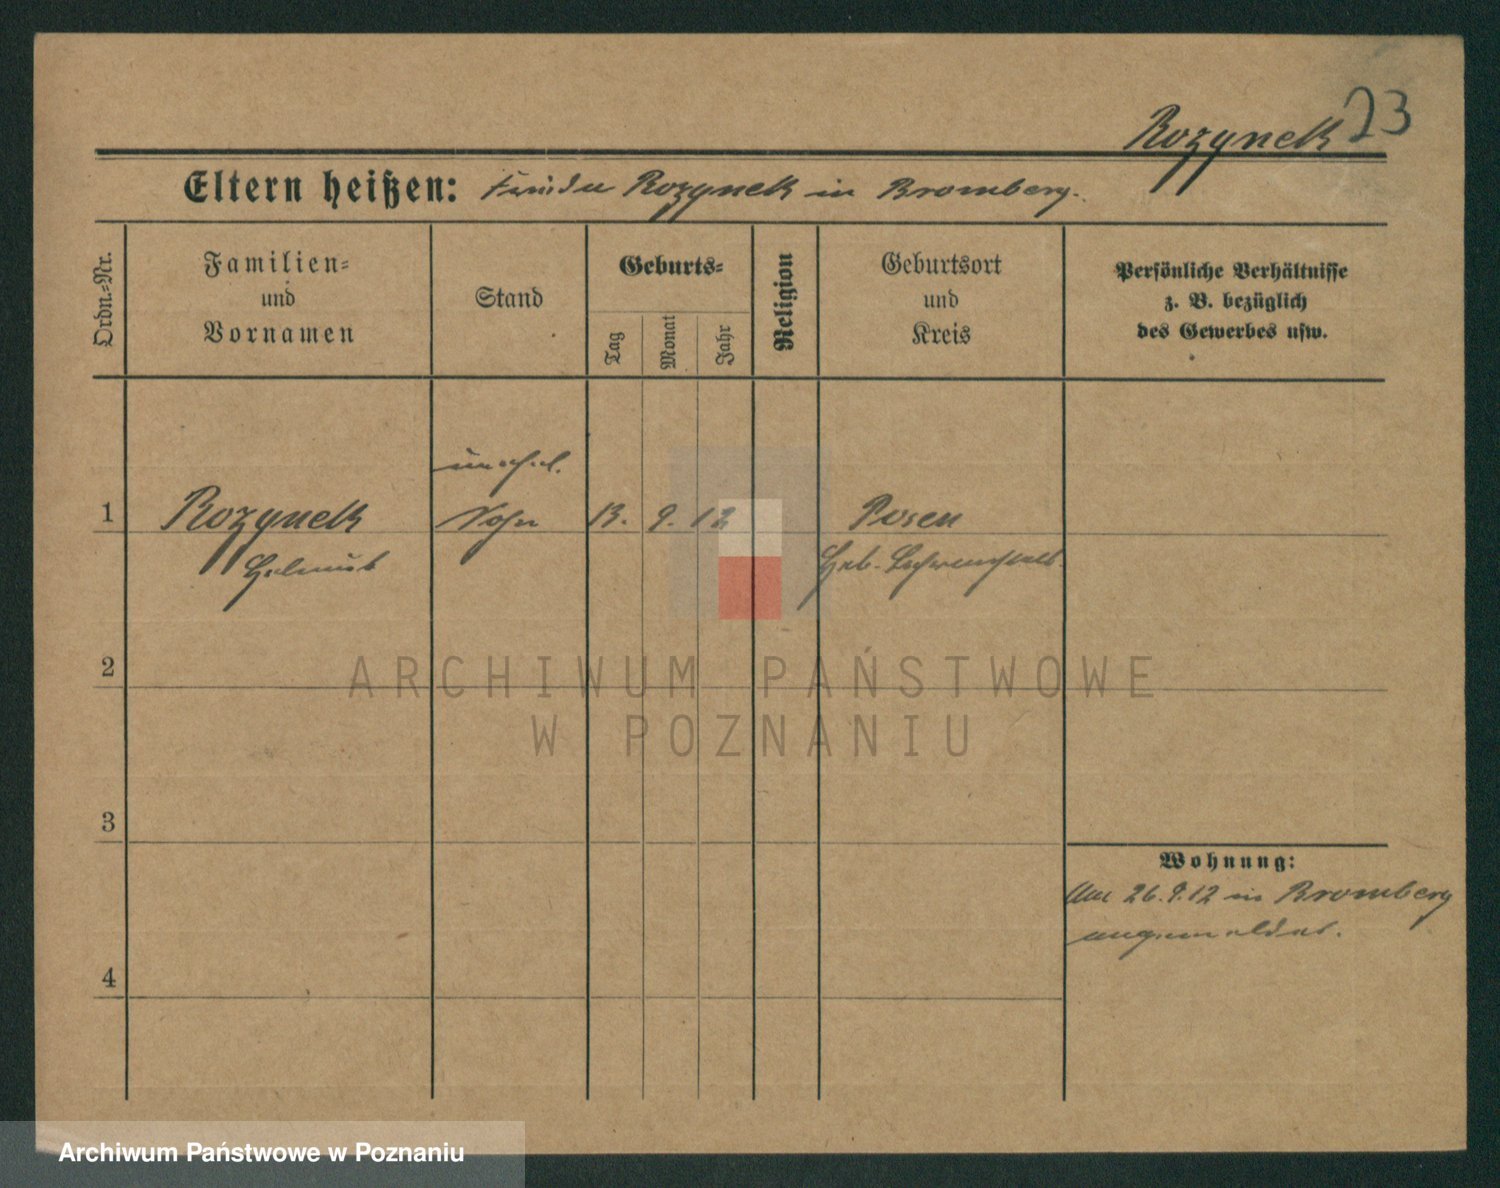 23
Rozynek
Eltern heißen: Rozynek in Bromberg.
Ordn.-Nr.
Familien-
und
Vornamen
Stand
Geburts-
Tag
Monat
Jahr
Religion
Geburtsort
und
Kreis
Persönliche Verhältnisse
z. B. bezüglich
des Gewerbes usw.
unehel.
1 Rozynek Sohn 13. 9. 12 Posen
Helmut Heb.
2
ARCHIWUM PAŃSTWOWE
W POZNANIU
3
Wohnung:
Am 26.9.12 in Bromberg
angemeldet.
4
Archiwum Państwowe w Poznaniu